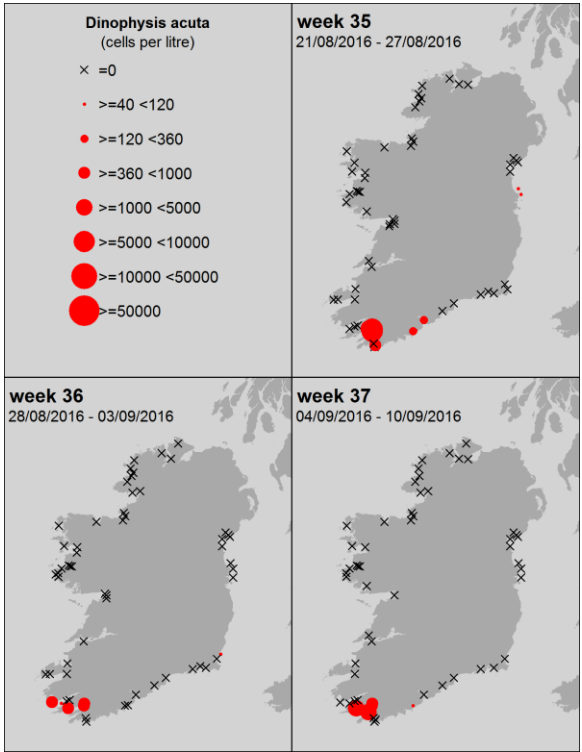 Dinophysis acuta
(cells per litre)
=0
>=40 <120
>=120 <360
>=360 <1000
>=1000 <5000
>=5000 <10000
>=10000 <50000
>=50000
week 35
21/08/2016 - 27/08/2016
week 36
28/08/2016 - 03/09/2016
week 37
04/09/2016 - 10/09/2016